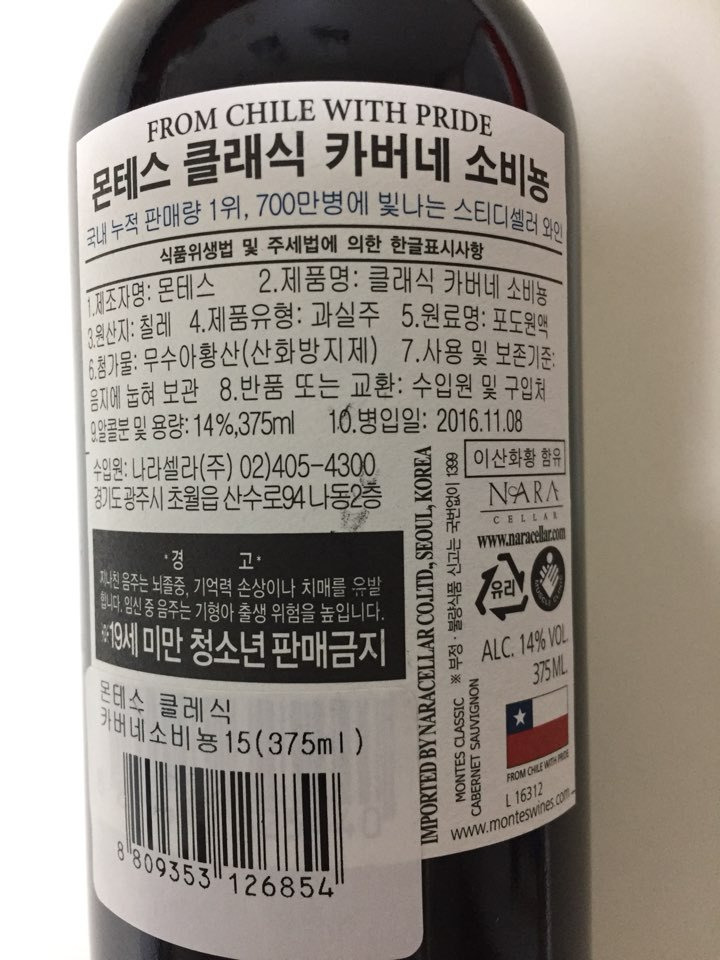 FROM CHILE WITH PRIDE
몬테스 클래식 카버네 소비뇽
국내 누적 판매량 1위, 700만병에 빛나는 스티디셀러 와인
식품위생법 및 주세법에 의한 한글표시사항
1.제조자명: 몬테스 2.제품명: 클래식 카버네 소비뇽
3.원산지: 칠레 4.제품유형: 과실주 5.원료명: 포도원액
6.첨가물: 무수아황산(산화방지제) 7.사용 및 보존기준:
음지에 눕혀 보관 8.반품 또는 교환: 수입원 및 구입처
9.알콜분 및 용량: 14%,375ml 10.병입일: 2016.11.08
수입원: 나라셀라(주) 02)405-4300
경기도 광주시 초월읍 산수로94 나동2층
*경 고*
지나친 음주는 뇌졸중, 기억력 손상이나 치매를 유발
합니다. 임신 중 음주는 기형아 출생 위험을 높입니다.
※19세 미만 청소년 판매금지
몬테스 클레식
카버네소비뇽15(375ml)
8 809353 126854
IMPORTED BY NARACELLAR CO.LTD., SEOUL, KOREA
※ 부정·불량식품 신고는 국번없이 1399
MONTES CLASSIC
CABERNET SAUVIGNON
이산화황 함유
NARA
CELLAR
www.naracellar.com
유리
ALC. 14% VOL.
375ML.
FROM CHILE WITH PRIDE
L 16312
www.monteswines.com